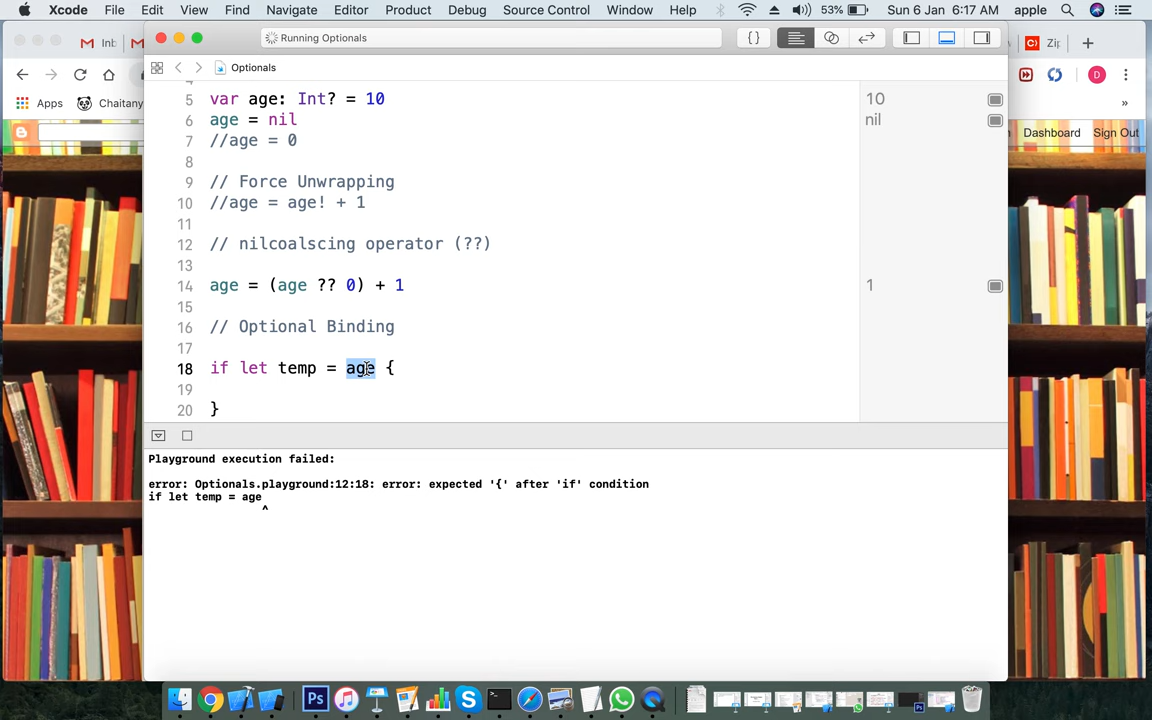 Xcode File Edit View Find Navigate Editor Product Debug Source Control Window Help 53% Sun 6 Jan 6:17 AM apple
Running Optionals
{ }
Inb
Zip
Optionals
D
Apps Chaitany
»
Dashboard Sign Out
5 var age: Int? = 10 10
6 age = nil nil
7 //age = 0
8
9 // Force Unwrapping
10 //age = age! + 1
11
12 // nilcoalscing operator (??)
13
14 age = (age ?? 0) + 1 1
15
16 // Optional Binding
17
18 if let temp = age {
19
20 }
Playground execution failed:
error: Optionals.playground:12:18: error: expected '{' after 'if' condition
if let temp = age
^
Ps